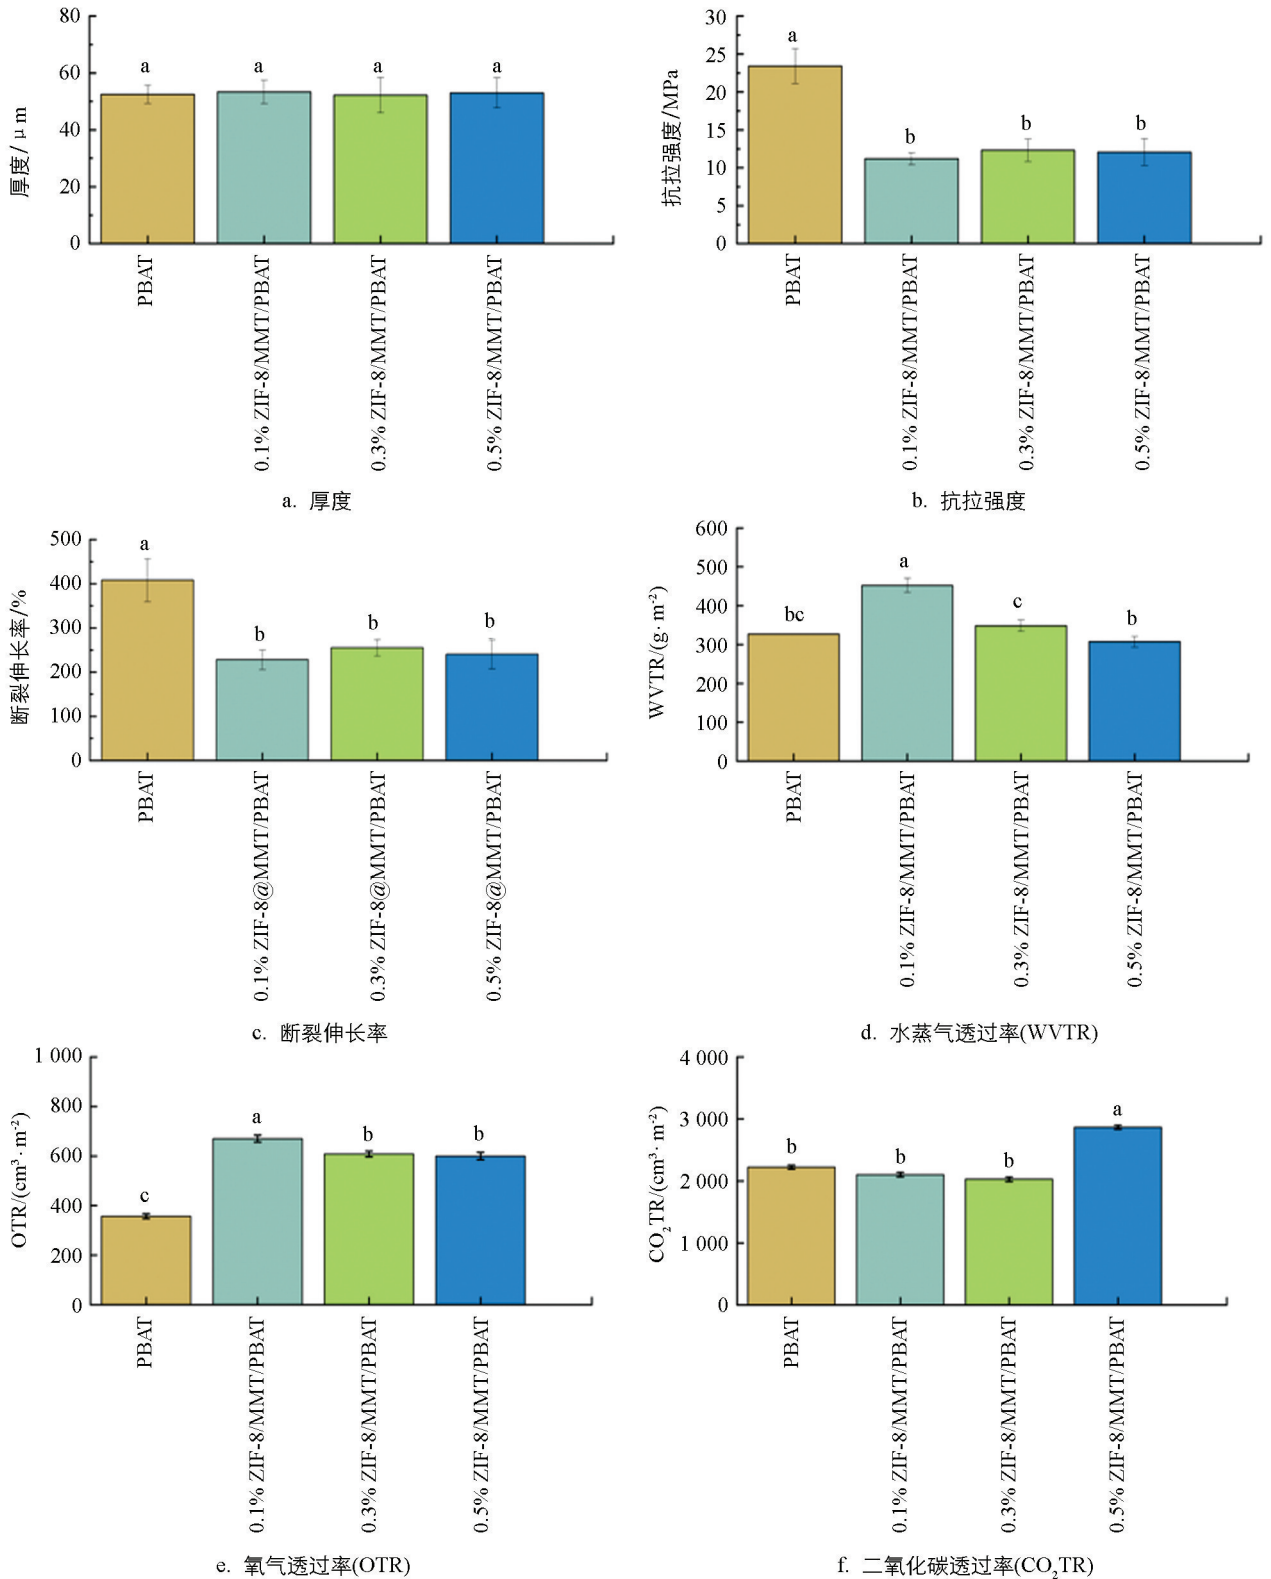 80
60
40
20
0
厚度/μm
a
a
a
a
PBAT
0.1% ZIF-8/MMT/PBAT
0.3% ZIF-8/MMT/PBAT
0.5% ZIF-8/MMT/PBAT
a. 厚度
30
25
20
15
10
5
0
抗拉强度/MPa
a
b
b
b
PBAT
0.1% ZIF-8/MMT/PBAT
0.3% ZIF-8/MMT/PBAT
0.5% ZIF-8/MMT/PBAT
b. 抗拉强度
500
400
300
200
100
0
断裂伸长率/%
a
b
b
b
PBAT
0.1% ZIF-8@MMT/PBAT
0.3% ZIF-8@MMT/PBAT
0.5% ZIF-8@MMT/PBAT
c. 断裂伸长率
600
500
400
300
200
100
0
WVTR/(g·m⁻²)
bc
a
c
b
PBAT
0.1% ZIF-8/MMT/PBAT
0.3% ZIF-8/MMT/PBAT
0.5% ZIF-8/MMT/PBAT
d. 水蒸气透过率(WVTR)
1 000
800
600
400
200
0
OTR/(cm³·m⁻²)
c
a
b
b
PBAT
0.1% ZIF-8/MMT/PBAT
0.3% ZIF-8/MMT/PBAT
0.5% ZIF-8/MMT/PBAT
e. 氧气透过率(OTR)
4 000
3 000
2 000
1 000
0
CO₂TR/(cm³·m⁻²)
b
b
b
a
PBAT
0.1% ZIF-8/MMT/PBAT
0.3% ZIF-8/MMT/PBAT
0.5% ZIF-8/MMT/PBAT
f. 二氧化碳透过率(CO₂TR)